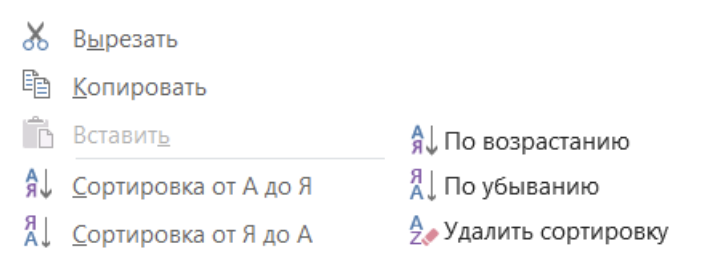 Вырезать
Копировать
Вставить
Сортировка от А до Я
Сортировка от Я до А
По возрастанию
По убыванию
Удалить сортировку